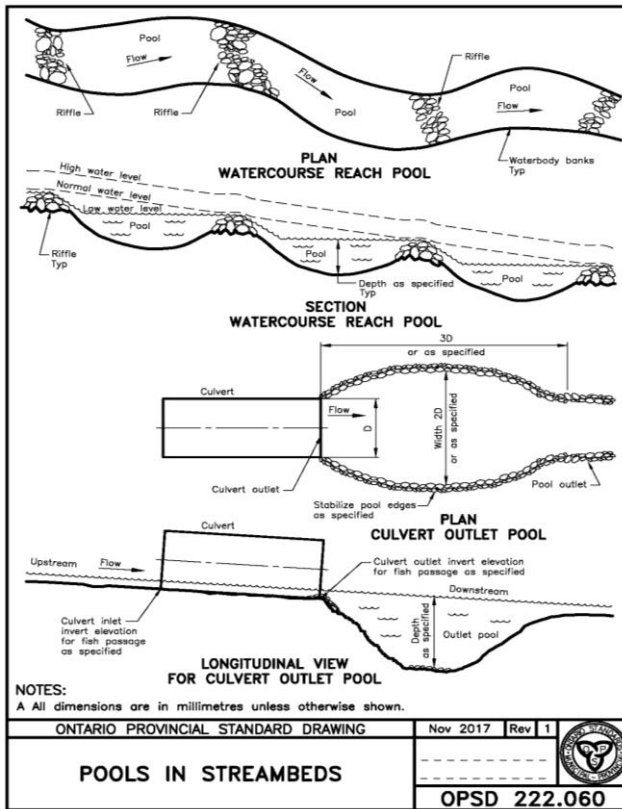 Pool
Flow
Riffle
Riffle
Pool
Riffle
Pool
Flow
Waterbody banks
Typ
PLAN
WATERCOURSE REACH POOL
High water level
Normal water level
Low water level
Pool
Riffle
Typ
Pool
Depth as specified
Typ
Pool
SECTION
WATERCOURSE REACH POOL
3D
or as specified
Culvert
Flow
D
Width 2D
or as specified
Culvert outlet
Stabilize pool edges
as specified
Pool outlet
PLAN
CULVERT OUTLET POOL
Culvert
Upstream
Flow
Culvert outlet invert elevation
for fish passage as specified
Downstream
Culvert inlet
invert elevation
for fish passage
as specified
Depth
as specified
Outlet pool
LONGITUDINAL VIEW
FOR CULVERT OUTLET POOL
NOTES:
A All dimensions are in millimetres unless otherwise shown.
ONTARIO PROVINCIAL STANDARD DRAWING
Nov 2017
Rev
1
POOLS IN STREAMBEDS
OPSD 222.060